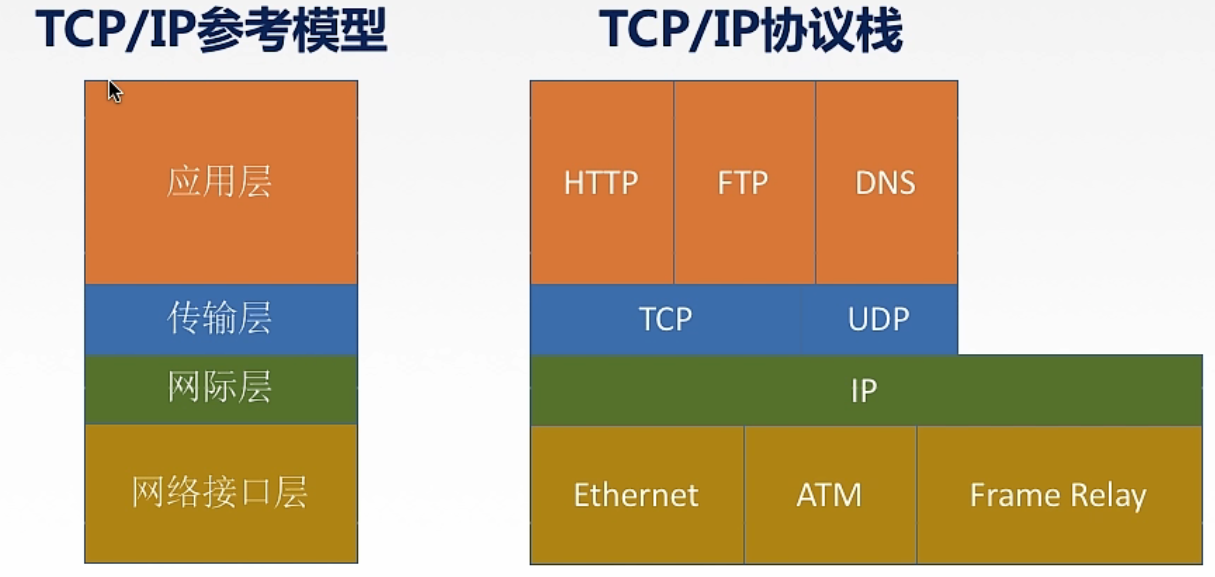 TCP/IP参考模型
TCP/IP协议栈
应用层
传输层
网际层
网络接口层
HTTP FTP DNS
TCP UDP
IP
Ethernet ATM Frame Relay